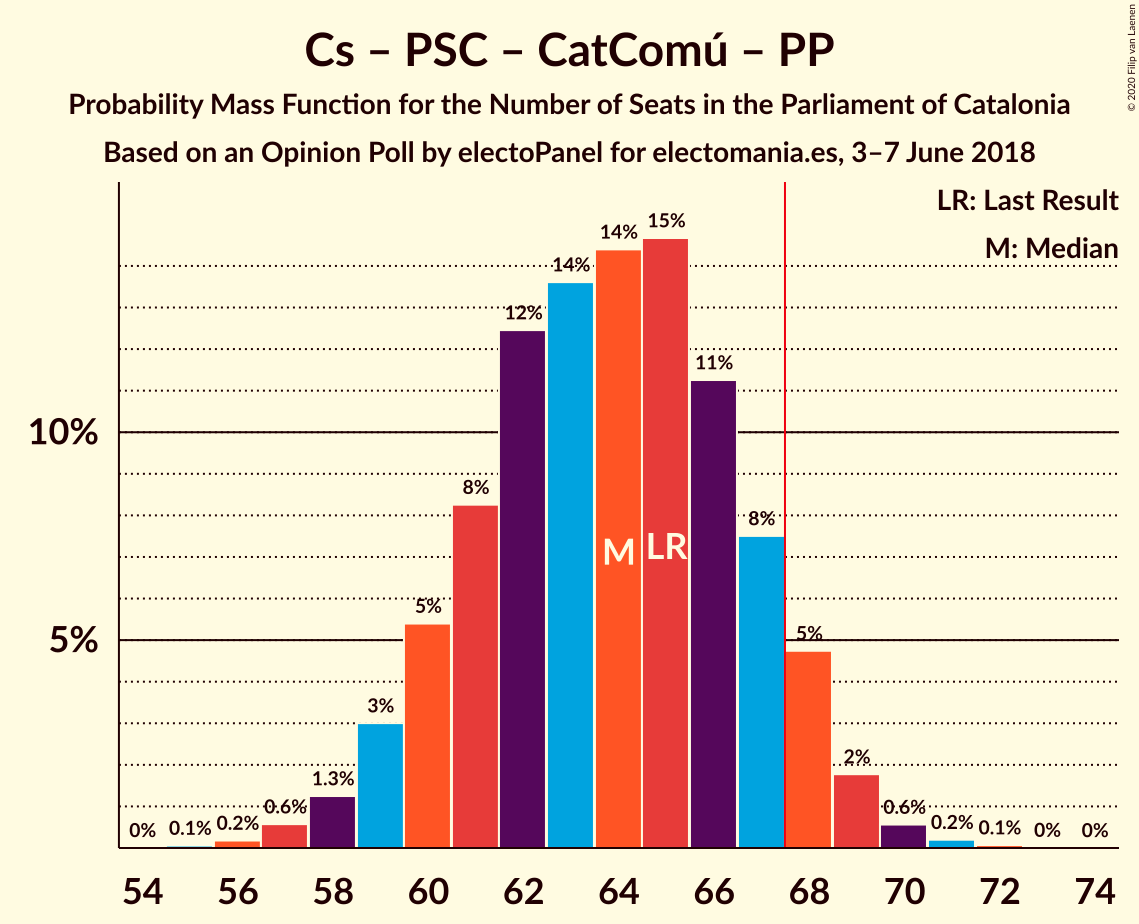 Cs – PSC – CatComú – PP
Probability Mass Function for the Number of Seats in the Parliament of Catalonia
Based on an Opinion Poll by electoPanel for electomania.es, 3–7 June 2018
© 2020 Filip van Laenen
LR: Last Result
M: Median
10%
5%
0% 0.1% 0.2% 0.6% 1.3% 3% 5% 8% 12% 14% 14% 15% 11% 8% 5% 2% 0.6% 0.2% 0.1% 0% 0%
M LR
54 56 58 60 62 64 66 68 70 72 74